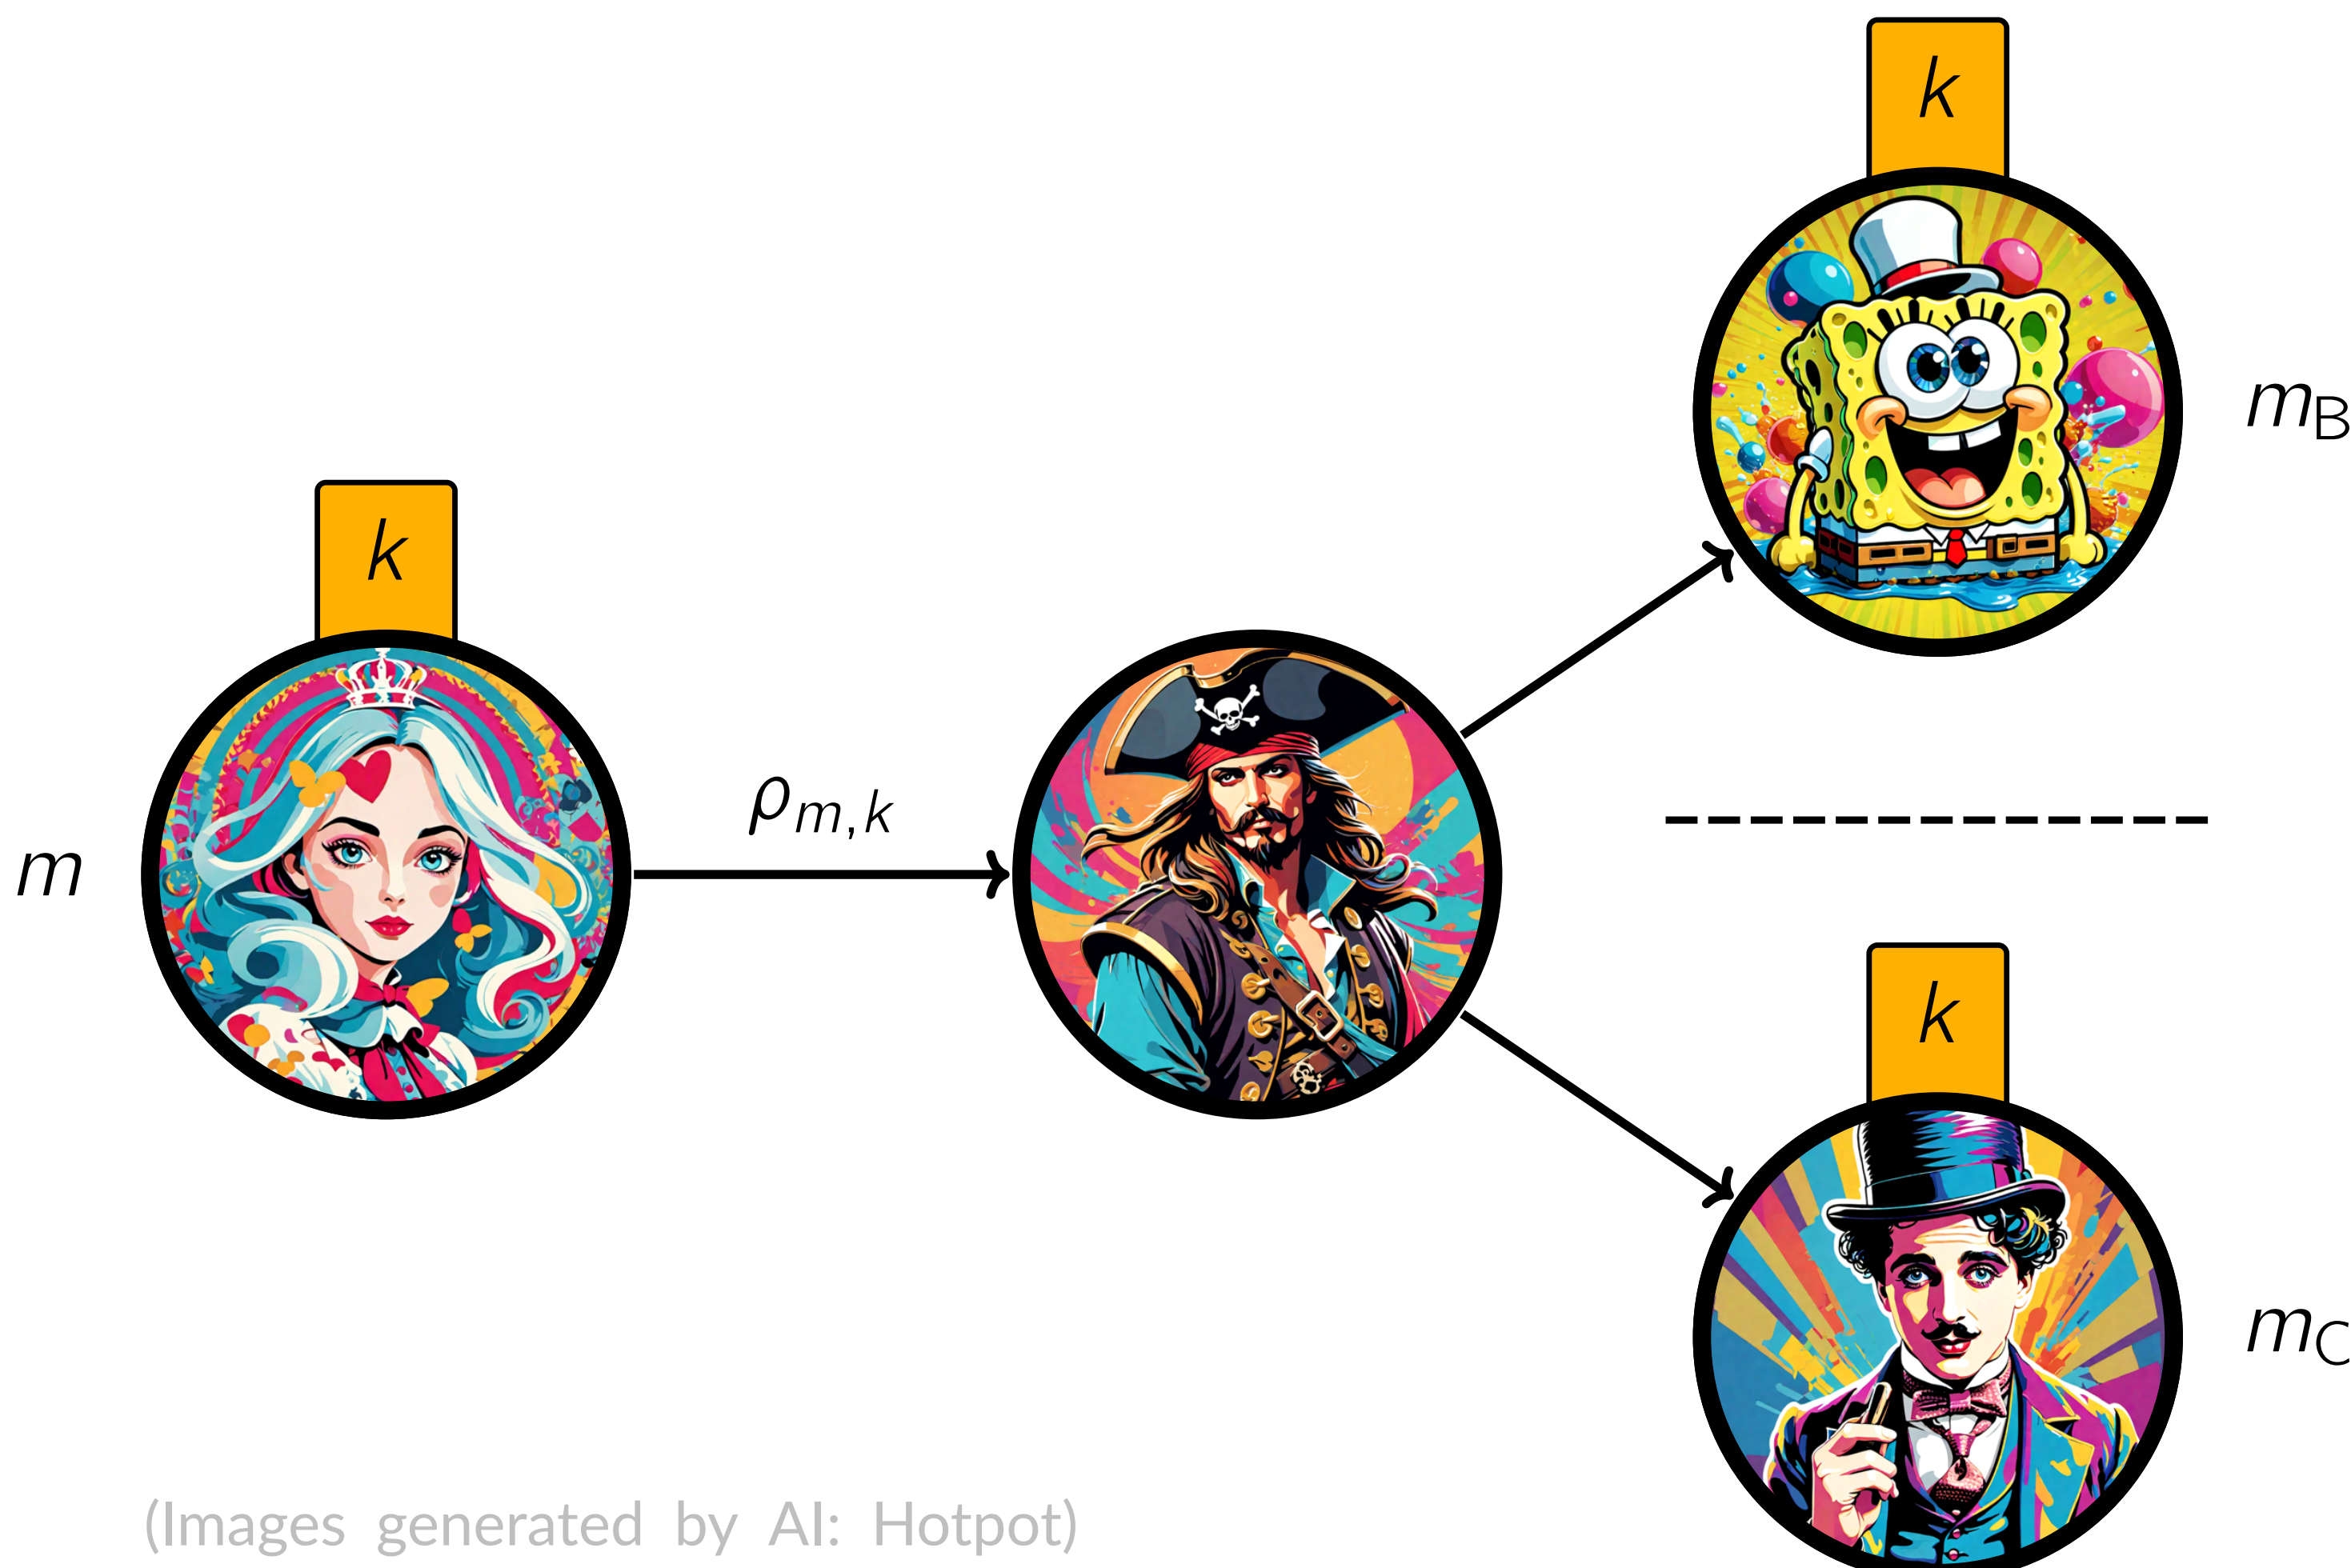 k
m_B
k
m
ρ_{m,k}
k
m_C
(Images generated by AI: Hotpot)